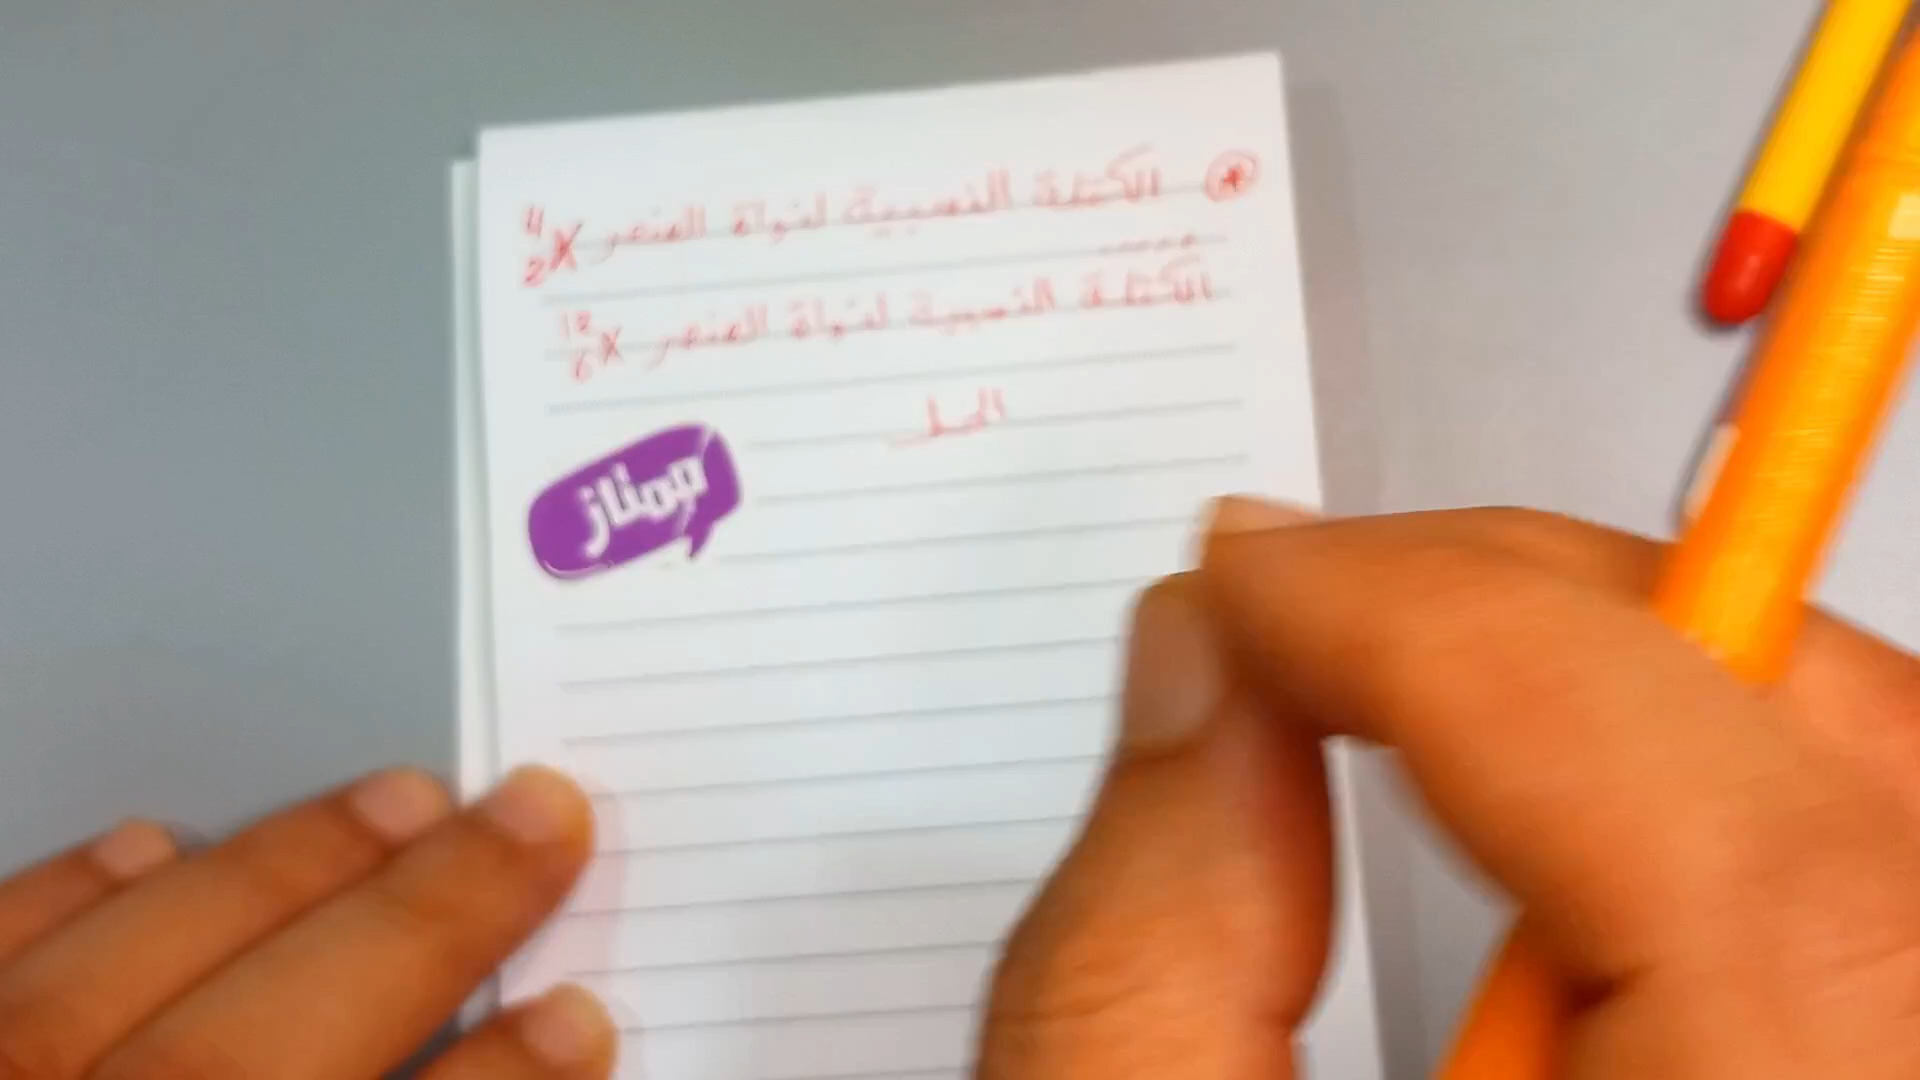 الكتلة النسبية لنواة العنصر ⁴₂X
.....
الكتلة النسبية لنواة العنصر ¹²₆X
الحل
ممتاز